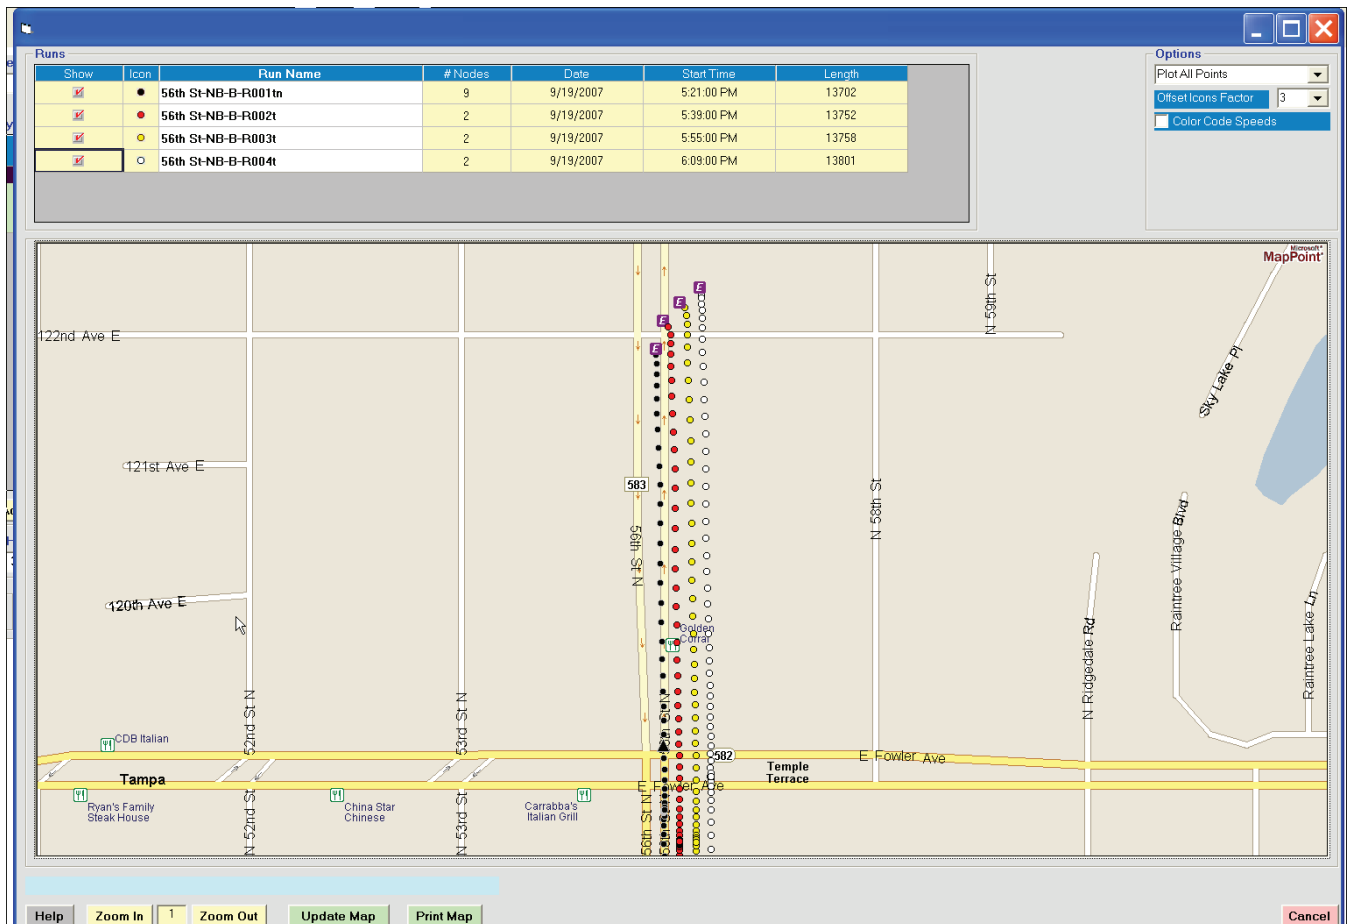 Runs
Show Icon Run Name # Nodes Date Start Time Length
56th St-NB-B-R001tn 9 9/19/2007 5:21:00 PM 13702
56th St-NB-B-R002t 2 9/19/2007 5:39:00 PM 13752
56th St-NB-B-R003t 2 9/19/2007 5:55:00 PM 13758
56th St-NB-B-R004t 2 9/19/2007 6:09:00 PM 13801
Options
Plot All Points
Offset Icons Factor 3
Color Code Speeds
Microsoft®
MapPoint®
E
E
E
E
122nd Ave E
N 59th St
Sky Lake Pl
121st Ave E
583
56th St N
N 58th St
Raintree Village Blvd
120th Ave E
Golden
Corral
N Ridgedale Rd
Raintree Lake Ln
52nd St N
53rd St N
CDB Italian
582
E Fowler Ave
Temple
Terrace
Tampa
E Fowler Ave
Ryan's Family
Steak House
China Star
Chinese
Carrabba's
Italian Grill
N 52nd St
N 53rd St
56th St N
Help Zoom In 1 Zoom Out Update Map Print Map Cancel